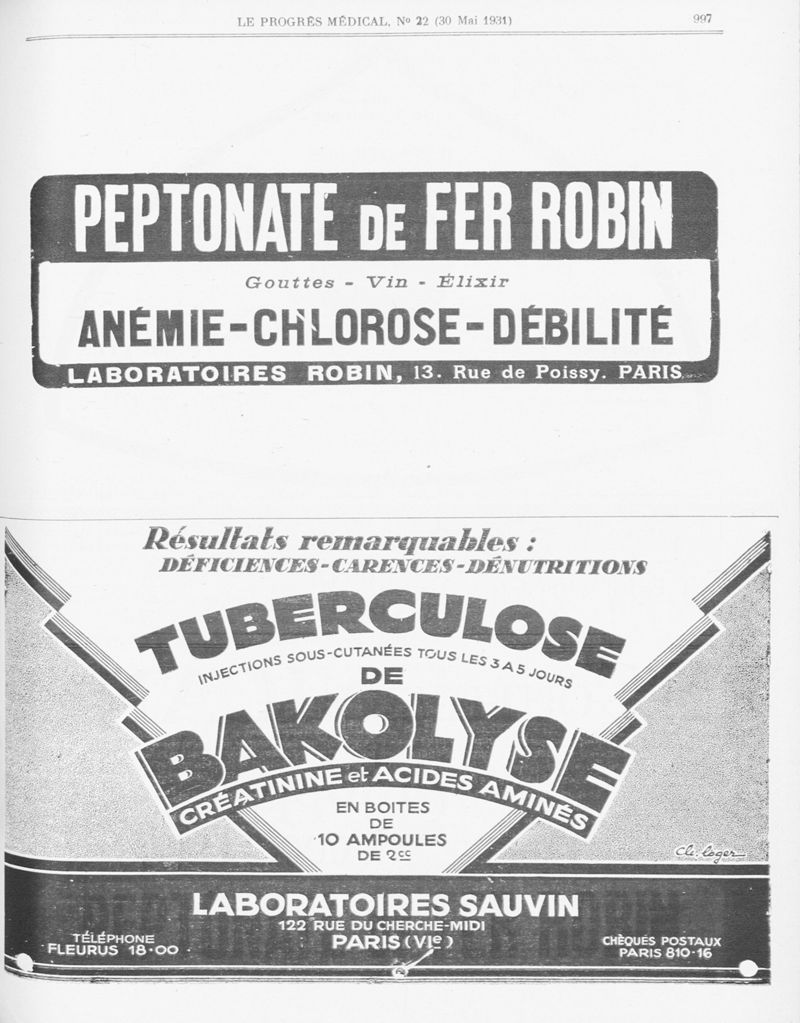 LE PROGRÈS MÉDICAL, No 22 (30 Mai 1931)
997
PEPTONATE DE FER ROBIN
Gouttes - Vin - Élixir
ANÉMIE-CHLOROSE-DÉBILITÉ
LABORATOIRES ROBIN, 13. Rue de Poissy. PARIS
Résultats remarquables :
DÉFICIENCES-CARENCES-DÉNUTRITIONS
TUBERCULOSE
INJECTIONS SOUS-CUTANÉES TOUS LES 3 A 5 JOURS
DE
BAKOLYSE
CRÉATININE et ACIDES AMINÉS
EN BOITES
DE
10 AMPOULES
DE 2cc
Ch. Loger
LABORATOIRES SAUVIN
122 RUE DU CHERCHE-MIDI
PARIS (VIe)
TÉLÉPHONE
FLEURUS 18-00
CHÈQUES POSTAUX
PARIS 810-16